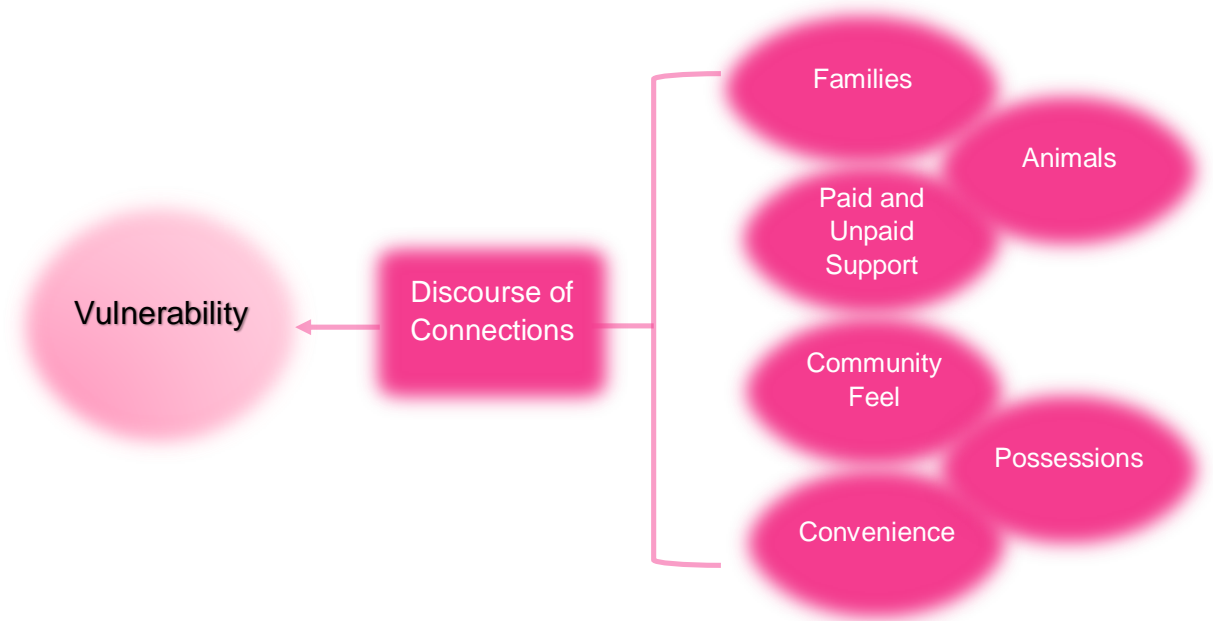 Vulnerability
Discourse of
Connections
Families
Animals
Paid and
Unpaid
Support
Community
Feel
Possessions
Convenience